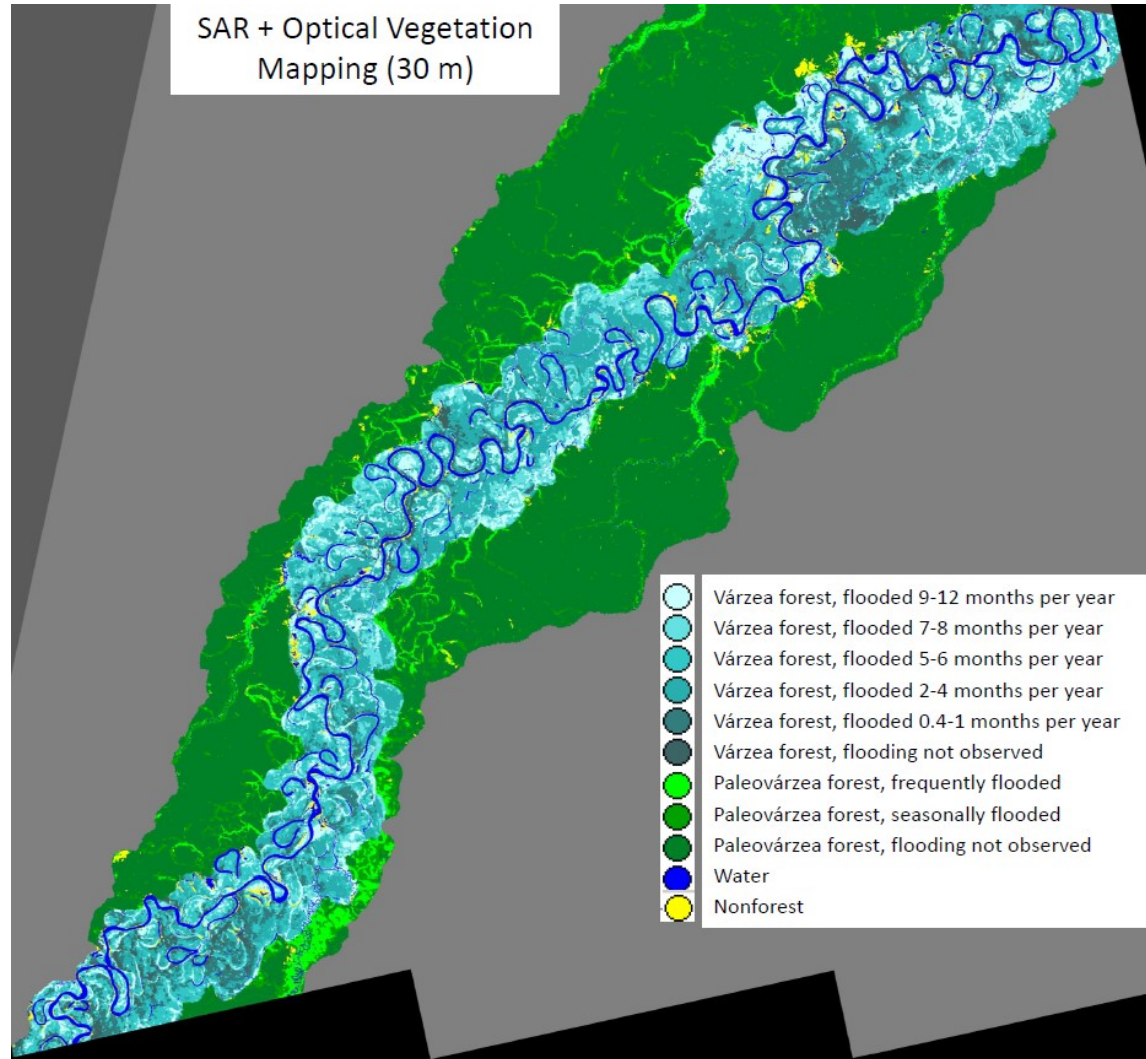 SAR + Optical Vegetation
Mapping (30 m)
Várzea forest, flooded 9-12 months per year
Várzea forest, flooded 7-8 months per year
Várzea forest, flooded 5-6 months per year
Várzea forest, flooded 2-4 months per year
Várzea forest, flooded 0.4-1 months per year
Várzea forest, flooding not observed
Paleovárzea forest, frequently flooded
Paleovárzea forest, seasonally flooded
Paleovárzea forest, flooding not observed
Water
Nonforest